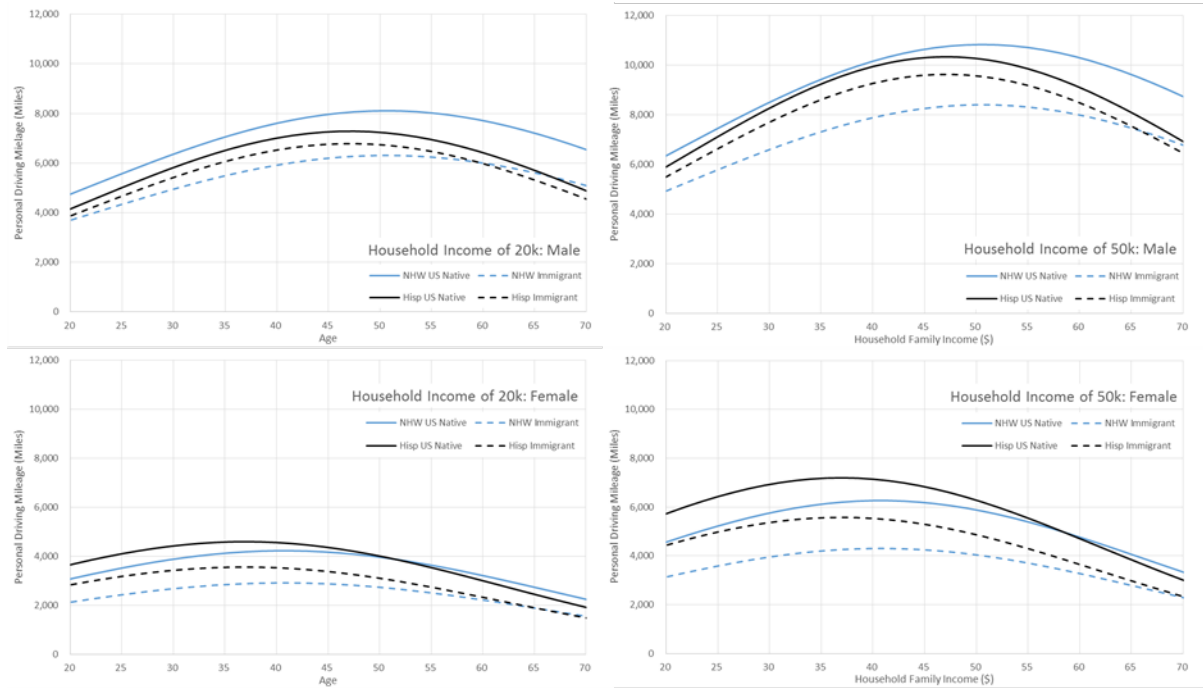 12,000
10,000
8,000
6,000
4,000
2,000
0
Personal Driving Mielage (Miles)
Household Income of 20k: Male
NHW US Native
NHW Immigrant
Hisp US Native
Hisp Immigrant
20 25 30 35 40 45 50 55 60 65 70
Age
12,000
10,000
8,000
6,000
4,000
2,000
0
Personal Driving Mileage (Miles)
Household Income of 50k: Male
NHW US Native
NHW Immigrant
Hisp US Native
Hisp Immigrant
20 25 30 35 40 45 50 55 60 65 70
Household Family Income ($)
12,000
10,000
8,000
6,000
4,000
2,000
0
Personal Driving Mileage (Miles)
Household Income of 20k: Female
NHW US Native
NHW Immigrant
Hisp US Native
Hisp Immigrant
20 25 30 35 40 45 50 55 60 65 70
Age
12,000
10,000
8,000
6,000
4,000
2,000
0
Personal Driving Mileage (Miles)
Household Income of 50k: Female
NHW US Native
NHW Immigrant
Hisp US Native
Hisp Immigrant
20 25 30 35 40 45 50 55 60 65 70
Household Family Income ($)